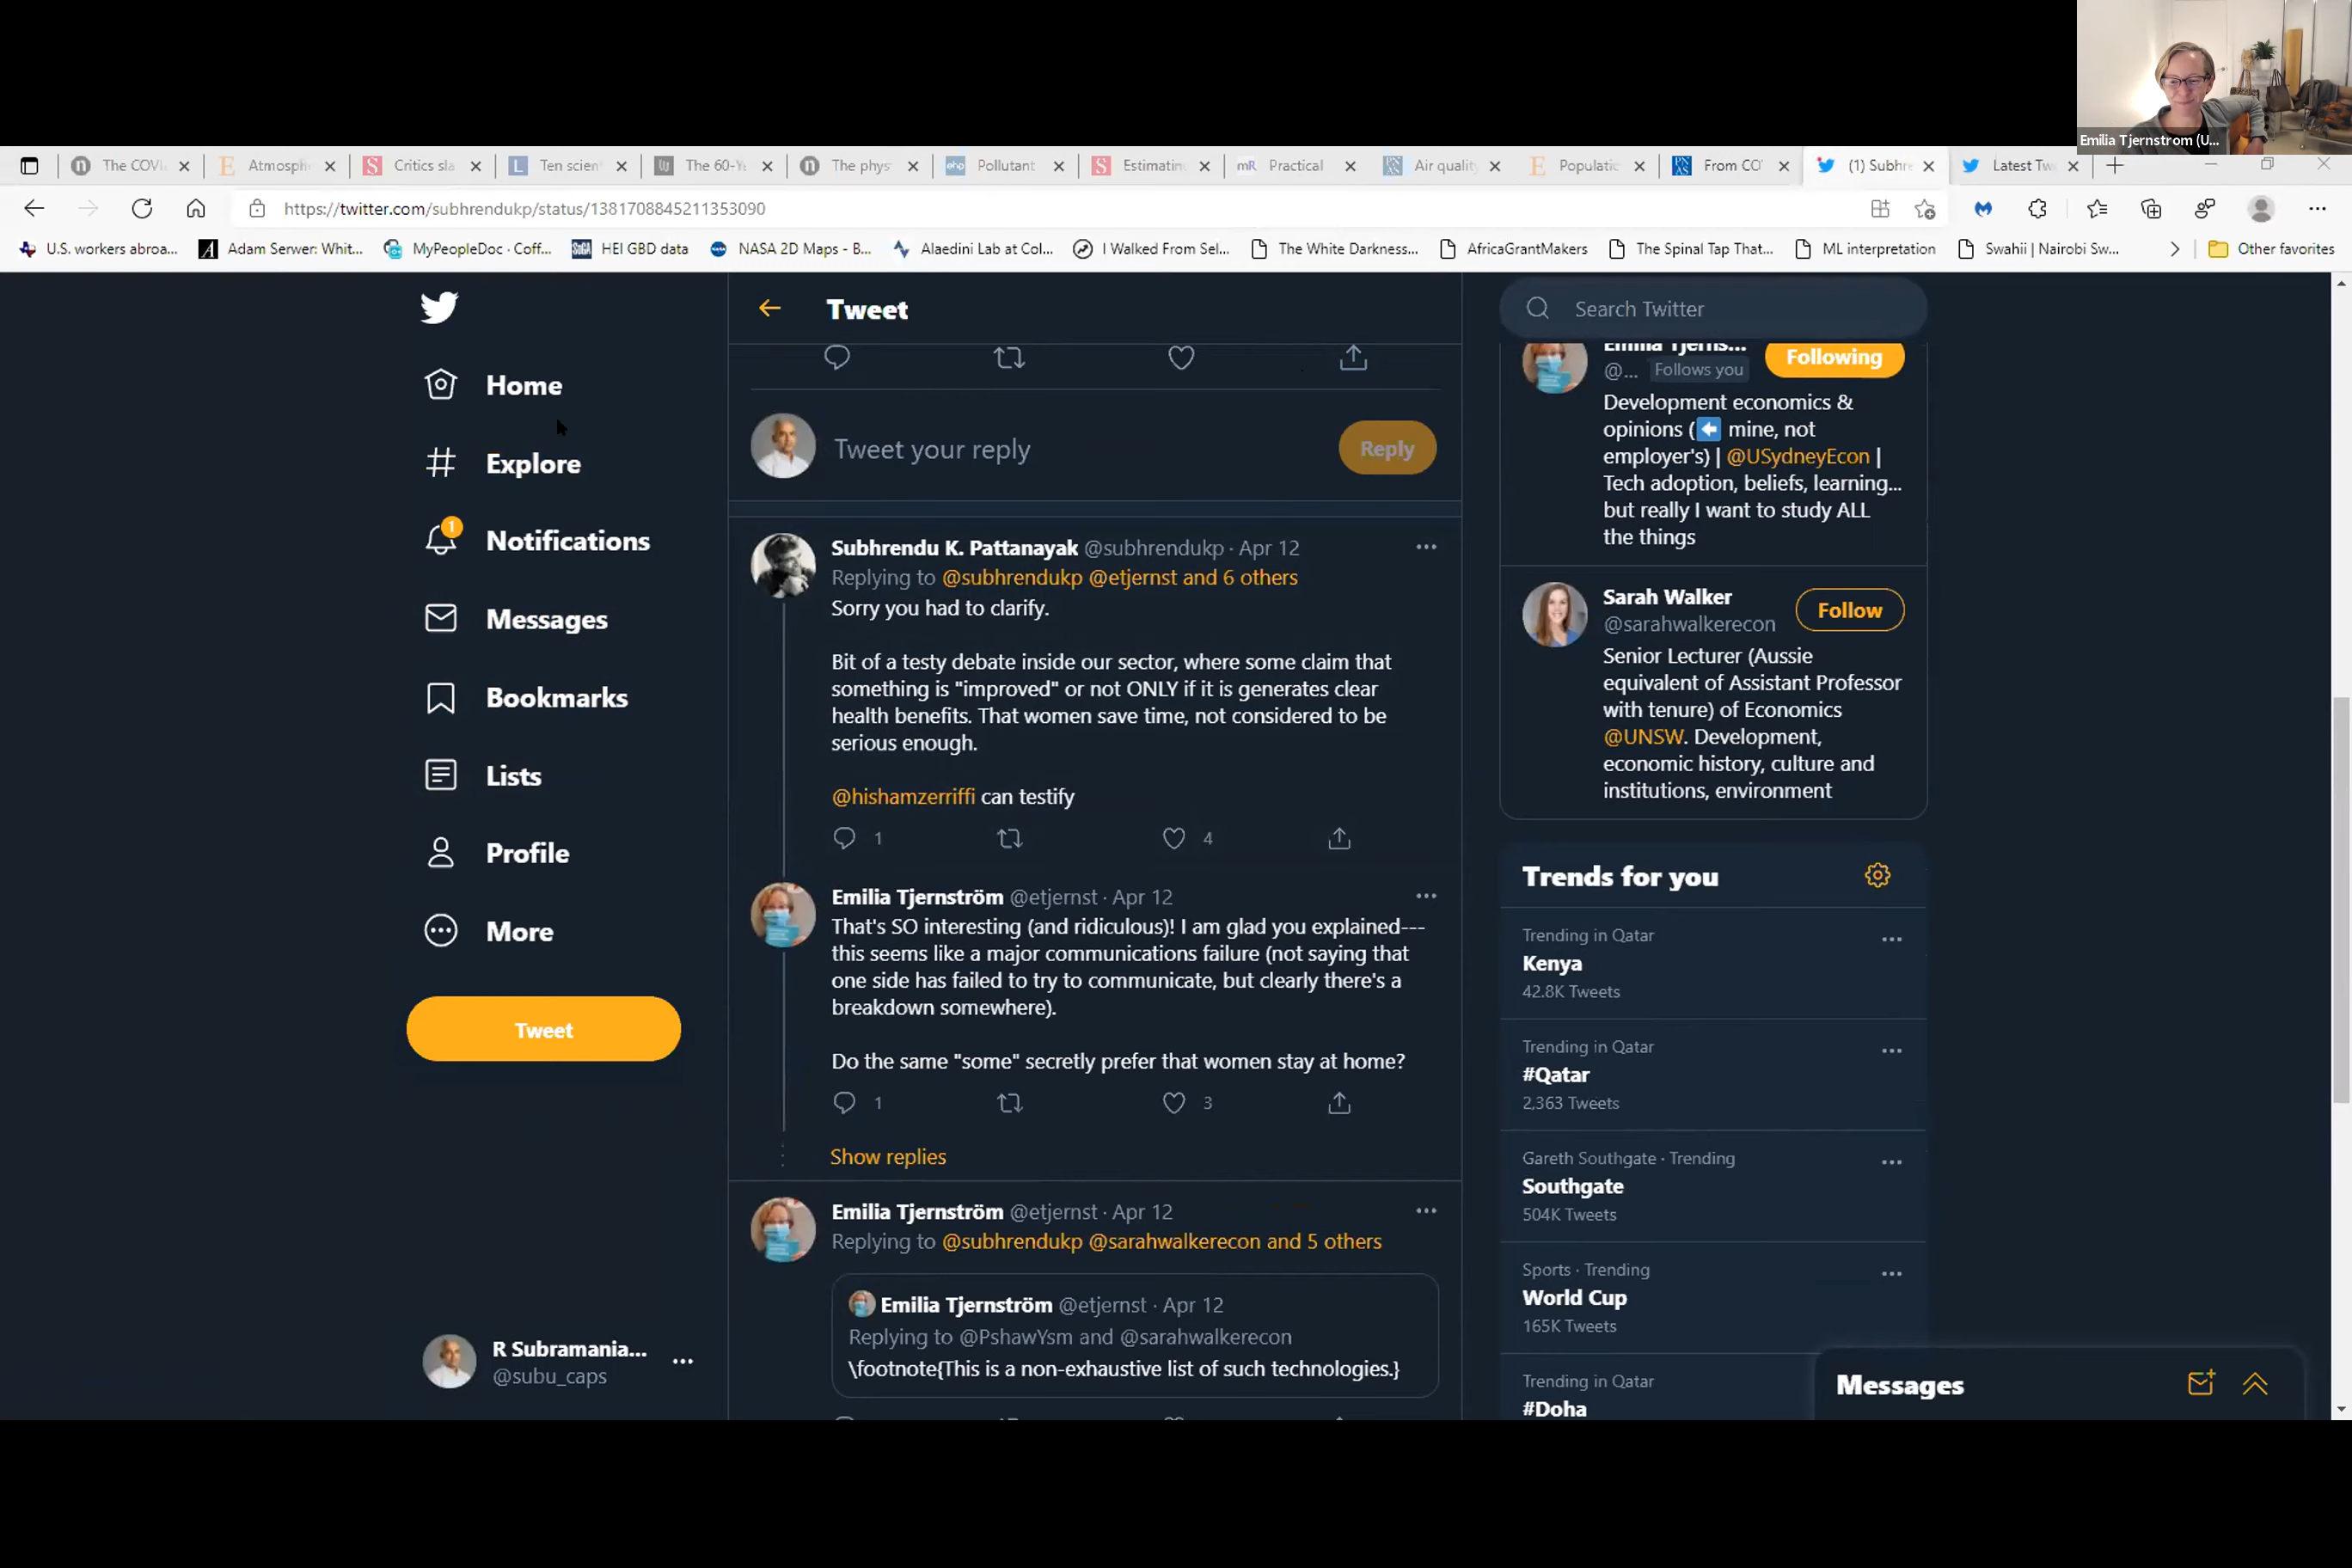 Emilia Tjernstrom (U...
The COVI
Atmosph
Critics sla
Ten scien
The 60-Ye
The phys
Pollutant
Estimatin
Practical
Air quality
Populatio
From CO
(1) Subhre
Latest Tw
https://twitter.com/subhrendukp/status/1381708845211353090
U.S. workers abroa...
Adam Serwer: Whit...
MyPeopleDoc · Coff...
HEI GBD data
NASA 2D Maps - B...
Alaedini Lab at Col...
I Walked From Sel...
The White Darkness...
AfricaGrantMakers
The Spinal Tap That...
ML interpretation
Swahii | Nairobi Sw...
Other favorites
Home
Explore
1
Notifications
Messages
Bookmarks
Lists
Profile
More
Tweet
R Subramania...
@subu_caps
Tweet
Tweet your reply
Reply
Subhrendu K. Pattanayak @subhrendukp · Apr 12
Replying to @subhrendukp @etjernst and 6 others
Sorry you had to clarify.
Bit of a testy debate inside our sector, where some claim that
something is "improved" or not ONLY if it is generates clear
health benefits. That women save time, not considered to be
serious enough.
@hishamzerriffi can testify
1 4
Emilia Tjernström @etjernst · Apr 12
That's SO interesting (and ridiculous)! I am glad you explained---
this seems like a major communications failure (not saying that
one side has failed to try to communicate, but clearly there's a
breakdown somewhere).
Do the same "some" secretly prefer that women stay at home?
1 3
Show replies
Emilia Tjernström @etjernst · Apr 12
Replying to @subhrendukp @sarahwalkerecon and 5 others
Emilia Tjernström @etjernst · Apr 12
Replying to @PshawYsm and @sarahwalkerecon
\footnote{This is a non-exhaustive list of such technologies.}
Search Twitter
Emilia Tjerns...
@... Follows you
Following
Development economics &
opinions (⬅ mine, not
employer's) | @USydneyEcon |
Tech adoption, beliefs, learning...
but really I want to study ALL
the things
Sarah Walker
@sarahwalkerecon
Follow
Senior Lecturer (Aussie
equivalent of Assistant Professor
with tenure) of Economics
@UNSW. Development,
economic history, culture and
institutions, environment
Trends for you
Trending in Qatar
Kenya
42.8K Tweets
Trending in Qatar
#Qatar
2,363 Tweets
Gareth Southgate · Trending
Southgate
504K Tweets
Sports · Trending
World Cup
165K Tweets
Trending in Qatar
#Doha
Messages